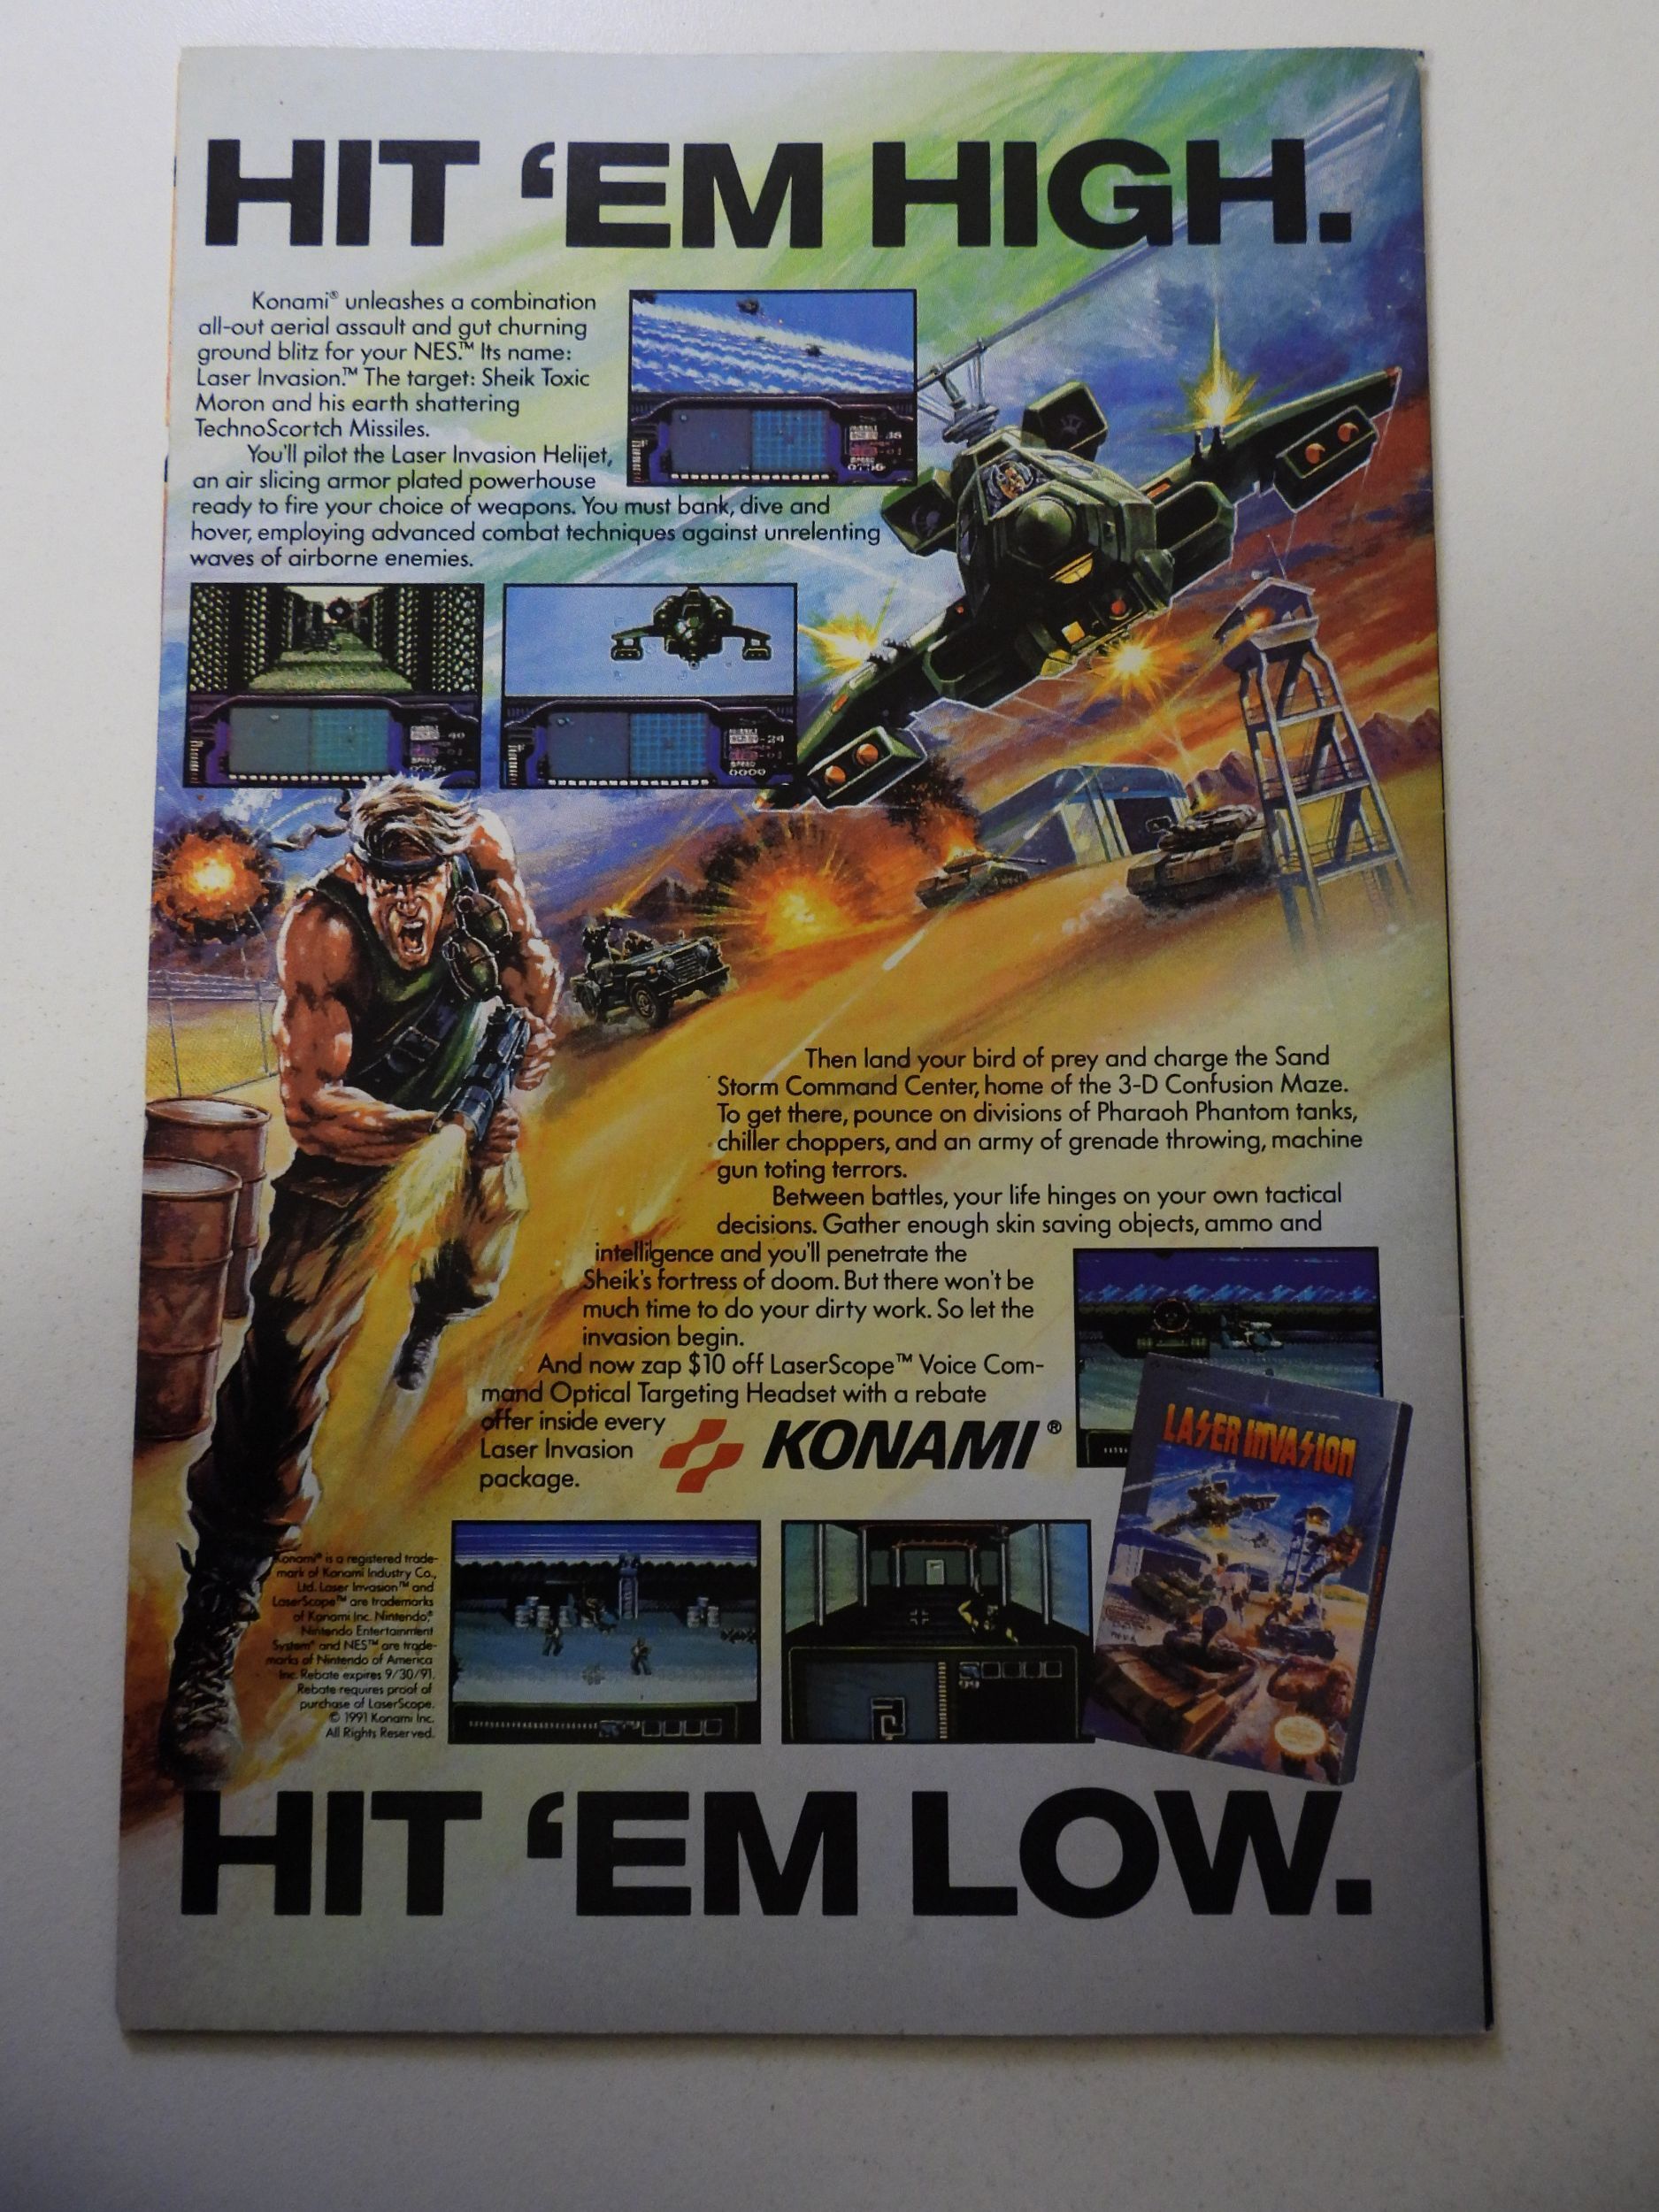 HIT ‘EM HIGH.
Konami® unleashes a combination
all-out aerial assault and gut churning
ground blitz for your NES.™ Its name:
Laser Invasion.™ The target: Sheik Toxic
Moron and his earth shattering
TechnoScortch Missiles.
You'll pilot the Laser Invasion Helijet,
an air slicing armor plated powerhouse
ready to fire your choice of weapons. You must bank, dive and
hover, employing advanced combat techniques against unrelenting
waves of airborne enemies.
Then land your bird of prey and charge the Sand
Storm Command Center, home of the 3-D Confusion Maze.
To get there, pounce on divisions of Pharaoh Phantom tanks,
chiller choppers, and an army of grenade throwing, machine
gun toting terrors.
Between battles, your life hinges on your own tactical
decisions. Gather enough skin saving objects, ammo and
intelligence and you'll penetrate the
Sheik's fortress of doom. But there won't be
much time to do your dirty work. So let the
invasion begin.
And now zap $10 off LaserScope™ Voice Com-
mand Optical Targeting Headset with a rebate
offer inside every
Laser Invasion
package.
KONAMI®
LASER INVASION
Konami® is a registered trade-
mark of Konami Industry Co.,
Ltd. Laser Invasion™ and
LaserScope™ are trademarks
of Konami Inc. Nintendo,®
Nintendo Entertainment
System® and NES™ are trade-
marks of Nintendo of America
Inc. Rebate expires 9/30/91.
Rebate requires proof of
purchase of LaserScope.
© 1991 Konami Inc.
All Rights Reserved.
HIT ‘EM LOW.